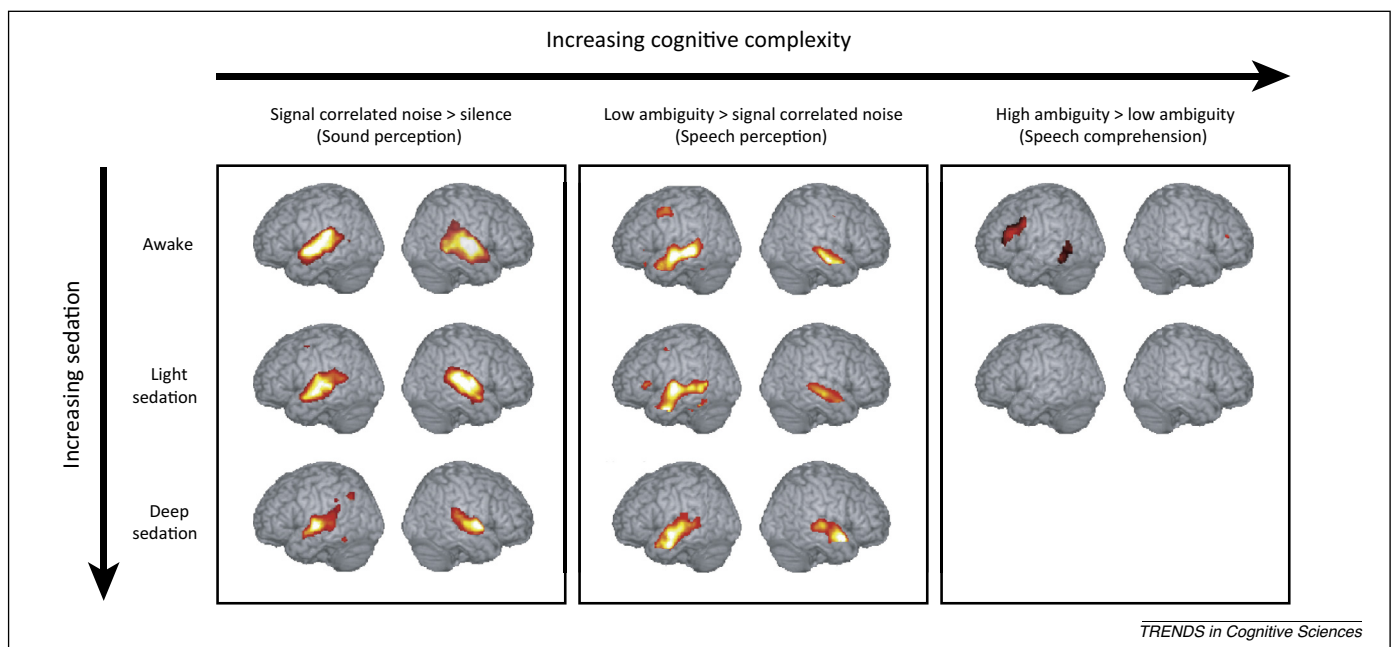 Increasing cognitive complexity
Signal correlated noise > silence
(Sound perception)
Low ambiguity > signal correlated noise
(Speech perception)
High ambiguity > low ambiguity
(Speech comprehension)
Increasing sedation
Awake
Light
sedation
Deep
sedation
TRENDS in Cognitive Sciences